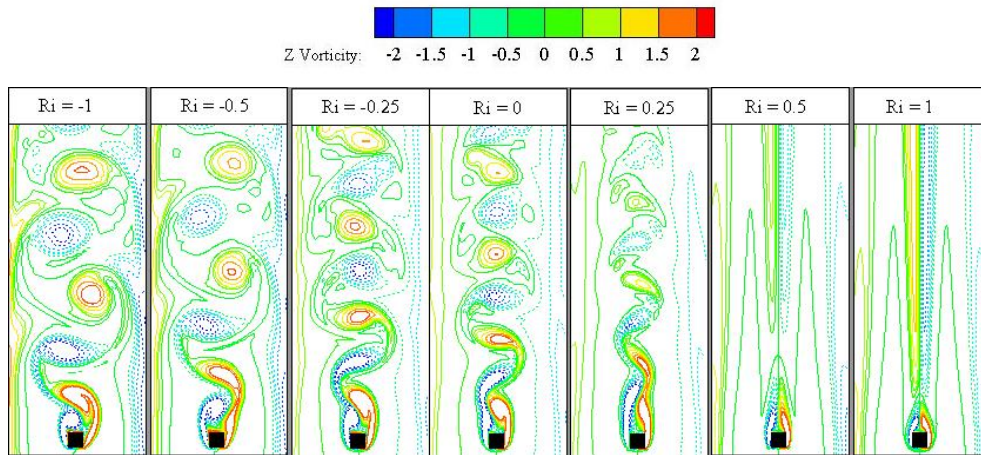 Z Vorticity: -2 -1.5 -1 -0.5 0 0.5 1 1.5 2
Ri = -1 Ri = -0.5 Ri = -0.25 Ri = 0 Ri = 0.25 Ri = 0.5 Ri = 1